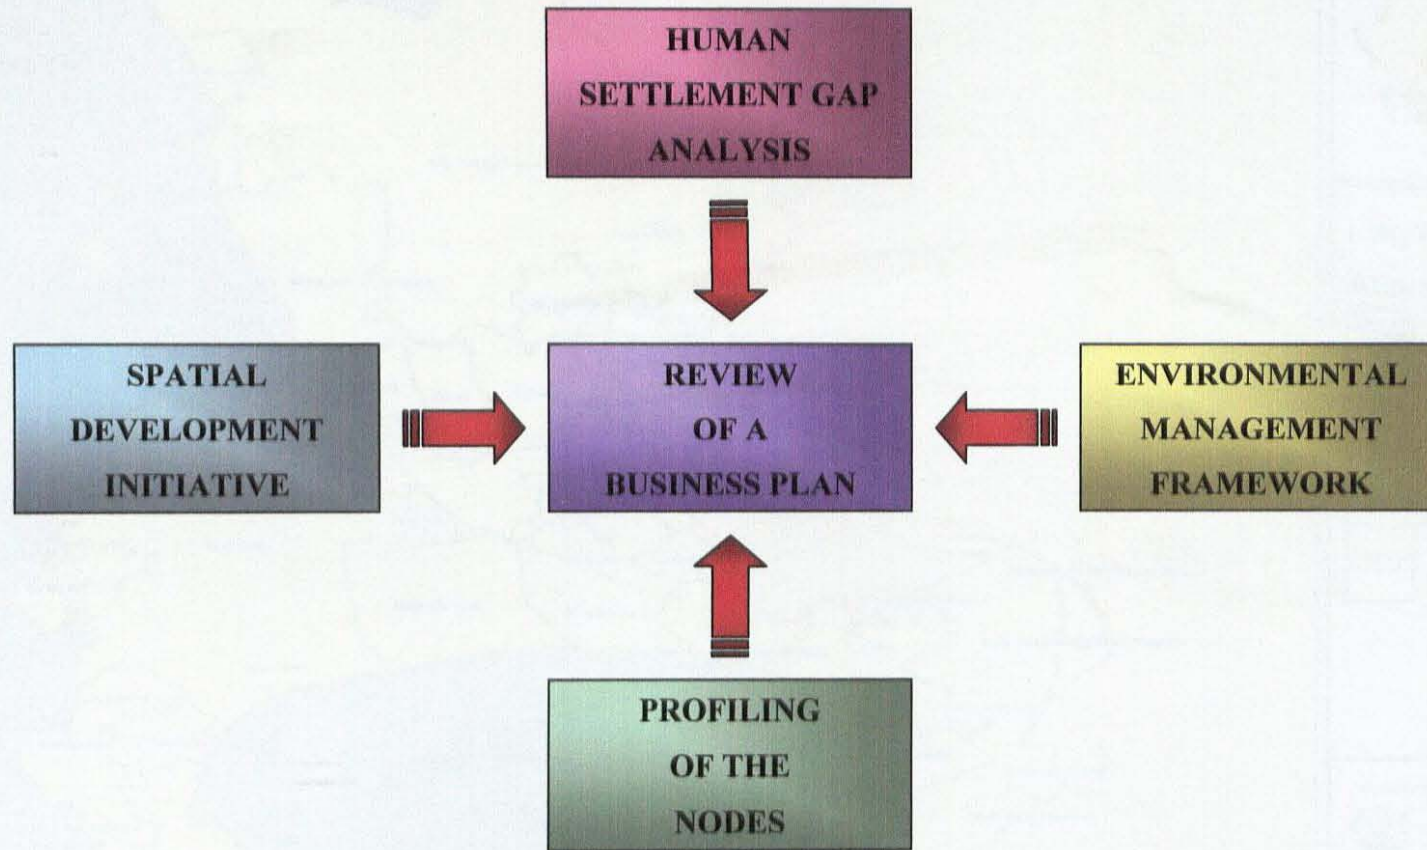 HUMAN
SETTLEMENT GAP
ANALYSIS
SPATIAL
DEVELOPMENT
INITIATIVE
REVIEW
OF A
BUSINESS PLAN
ENVIRONMENTAL
MANAGEMENT
FRAMEWORK
PROFILING
OF THE
NODES